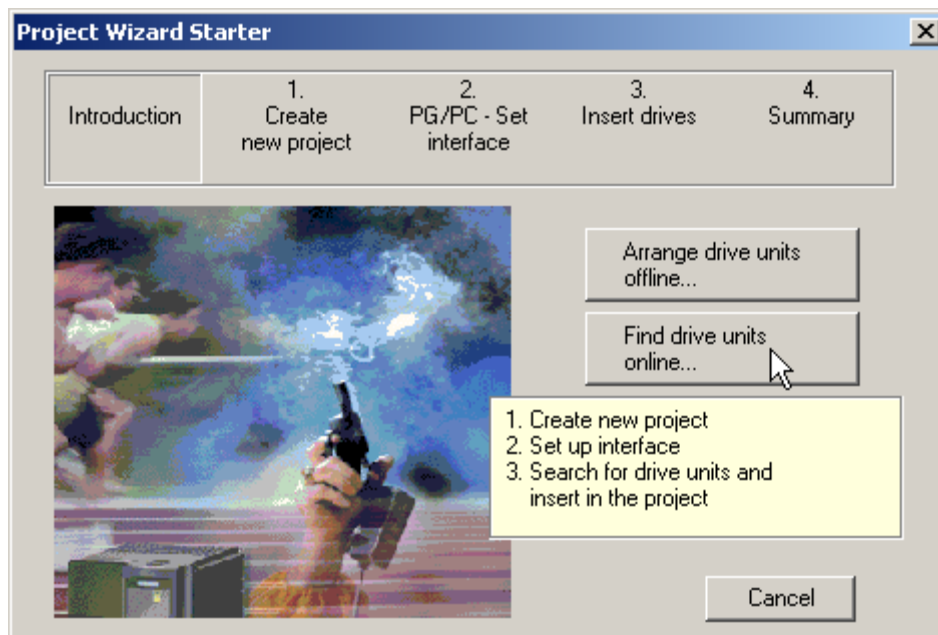 Project Wizard Starter
Introduction
1.
Create
new project
2.
PG/PC - Set
interface
3.
Insert drives
4.
Summary
Arrange drive units
offline...
Find drive units
online...
1. Create new project
2. Set up interface
3. Search for drive units and
insert in the project
Cancel